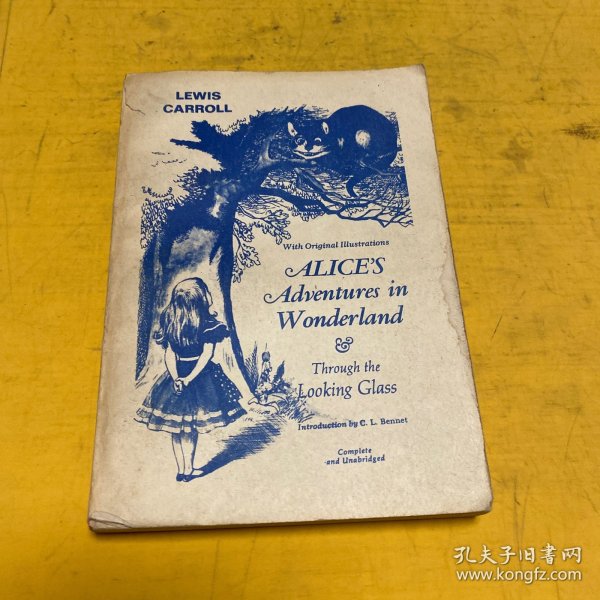 LEWIS
CARROLL
With Original Illustrations
ALICE'S
Adventures in
Wonderland
&
Through the
Looking Glass
Introduction by C. L. Bennet
Complete
and Unabridged
孔夫子旧書网
www.kongfz.com